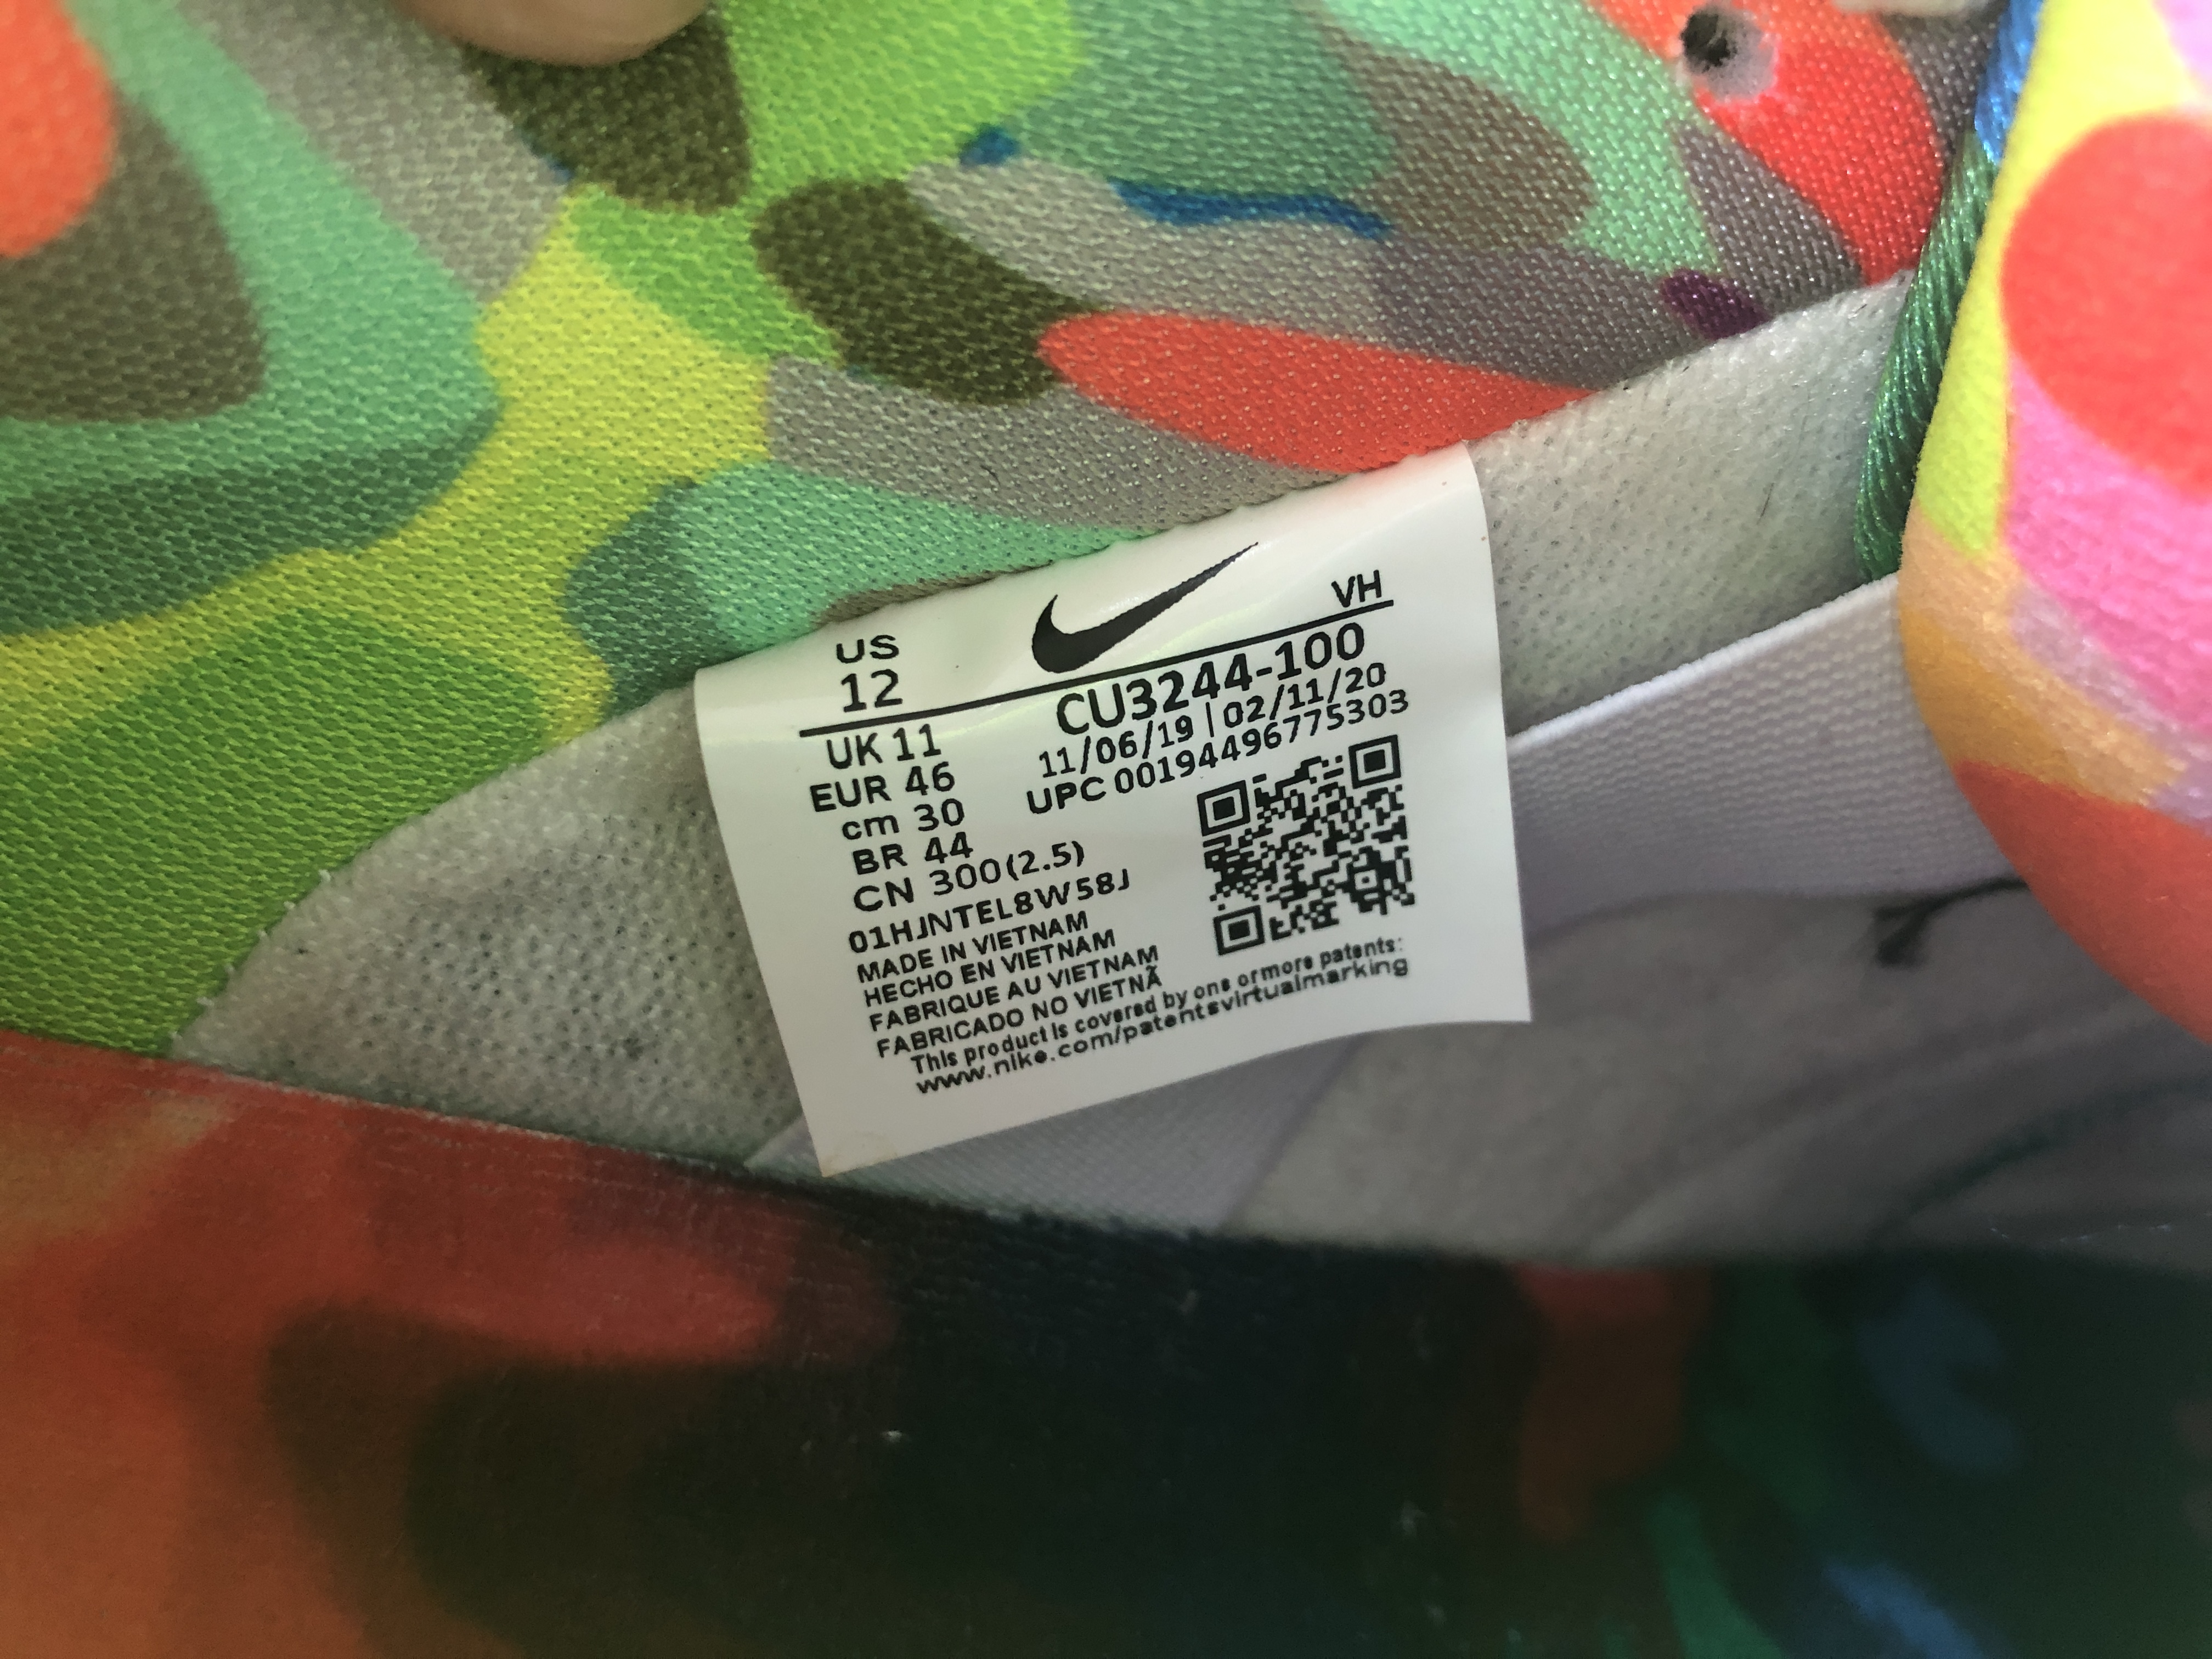 US
VH
12
CU3244-100
UK 11
11/06/19 | 02/11/20
EUR 46
UPC 00194496775303
cm 30
BR 44
CN 300(2.5)
01HJNTEL8W58J
MADE IN VIETNAM
HECHO EN VIETNAM
FABRIQUE AU VIETNAM
FABRICADO NO VIETNÃ
This product is covered by one ormore patents:
www.nike.com/patentsvirtualmarking